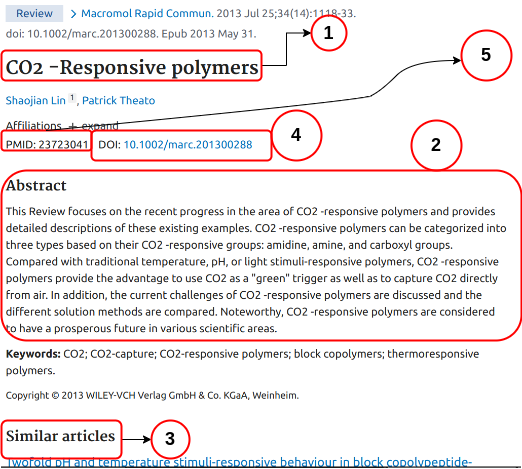 Review > Macromol Rapid Commun. 2013 Jul 25;34(14):1118-33.
doi: 10.1002/marc.201300288. Epub 2013 May 31.
1
CO2 -Responsive polymers
5
Shaojian Lin 1, Patrick Theato
Affiliations + expand
PMID: 23723041 DOI: 10.1002/marc.201300288
4
2
Abstract
This Review focuses on the recent progress in the area of CO2 -responsive polymers and provides
detailed descriptions of these existing examples. CO2 -responsive polymers can be categorized into
three types based on their CO2 -responsive groups: amidine, amine, and carboxyl groups.
Compared with traditional temperature, pH, or light stimuli-responsive polymers, CO2 -responsive
polymers provide the advantage to use CO2 as a "green" trigger as well as to capture CO2 directly
from air. In addition, the current challenges of CO2 -responsive polymers are discussed and the
different solution methods are compared. Noteworthy, CO2 -responsive polymers are considered
to have a prosperous future in various scientific areas.
Keywords: CO2; CO2-capture; CO2-responsive polymers; block copolymers; thermoresponsive
polymers.
Copyright © 2013 WILEY-VCH Verlag GmbH & Co. KGaA, Weinheim.
Similar articles
3
Twofold pH and temperature stimuli-responsive behaviour in block copolypeptide-